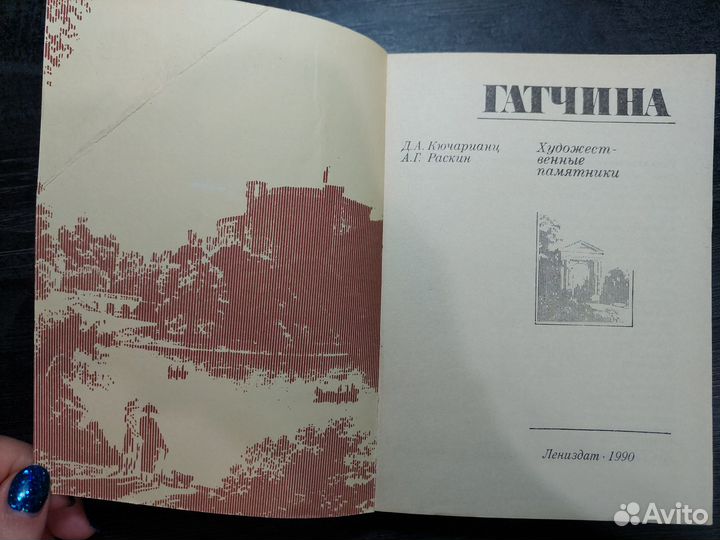 ГАТЧИНА
Д.А. Кючарианц
А.Г. Раскин
Художест-
венные
памятники
Лениздат · 1990
Avito